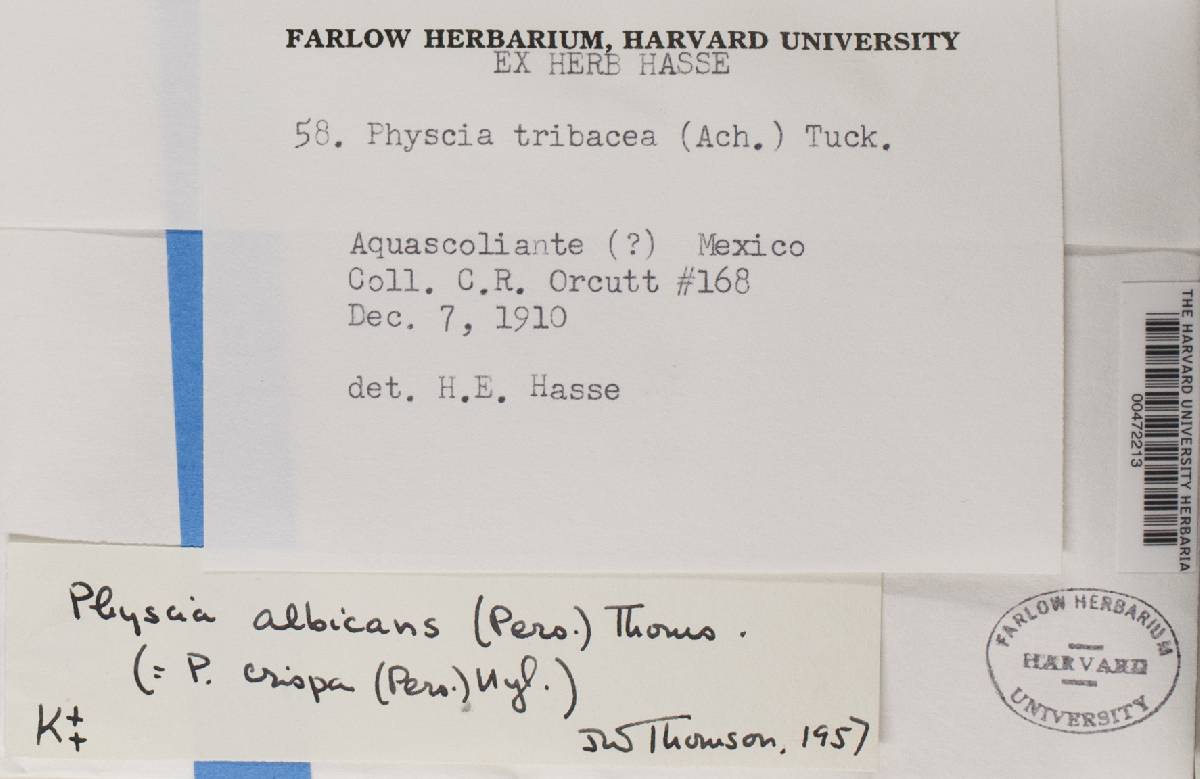 FARLOW HERBARIUM, HARVARD UNIVERSITY
EX HERB HASSE
58. Physcia tribacea (Ach.) Tuck.
Aquascoliante (?) Mexico
Coll. C.R. Orcutt #168
Dec. 7, 1910
det. H.E. Hasse
THE HARVARD UNIVERSITY HERBARIA
00472213
Physcia albicans (Pers.) Thoms.
(= P. crispa (Pers.) Nyl.)
K++
JW Thomson, 1957
FARLOW HERBARIUM
HARVARD
UNIVERSITY